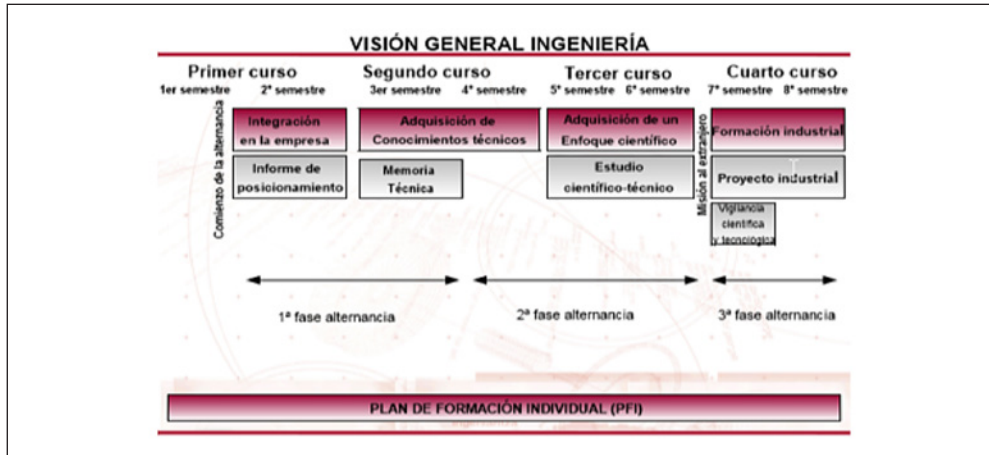 VISIÓN GENERAL INGENIERÍA
Primer curso
Segundo curso
Tercer curso
Cuarto curso
1er semestre
2º semestre
3er semestre
4º semestre
5º semestre
6º semestre
7º semestre
8º semestre
Comienzo de la alternancia
Integración
en la empresa
Adquisición de
Conocimientos técnicos
Adquisición de un
Enfoque científico
Misión al extranjero
Formación industrial
Informe de
posicionamiento
Memoria
Técnica
Estudio
científico-técnico
Proyecto industrial
Vigilancia
científica
y tecnológica
1ª fase alternancia
2ª fase alternancia
3ª fase alternancia
PLAN DE FORMACIÓN INDIVIDUAL (PFI)